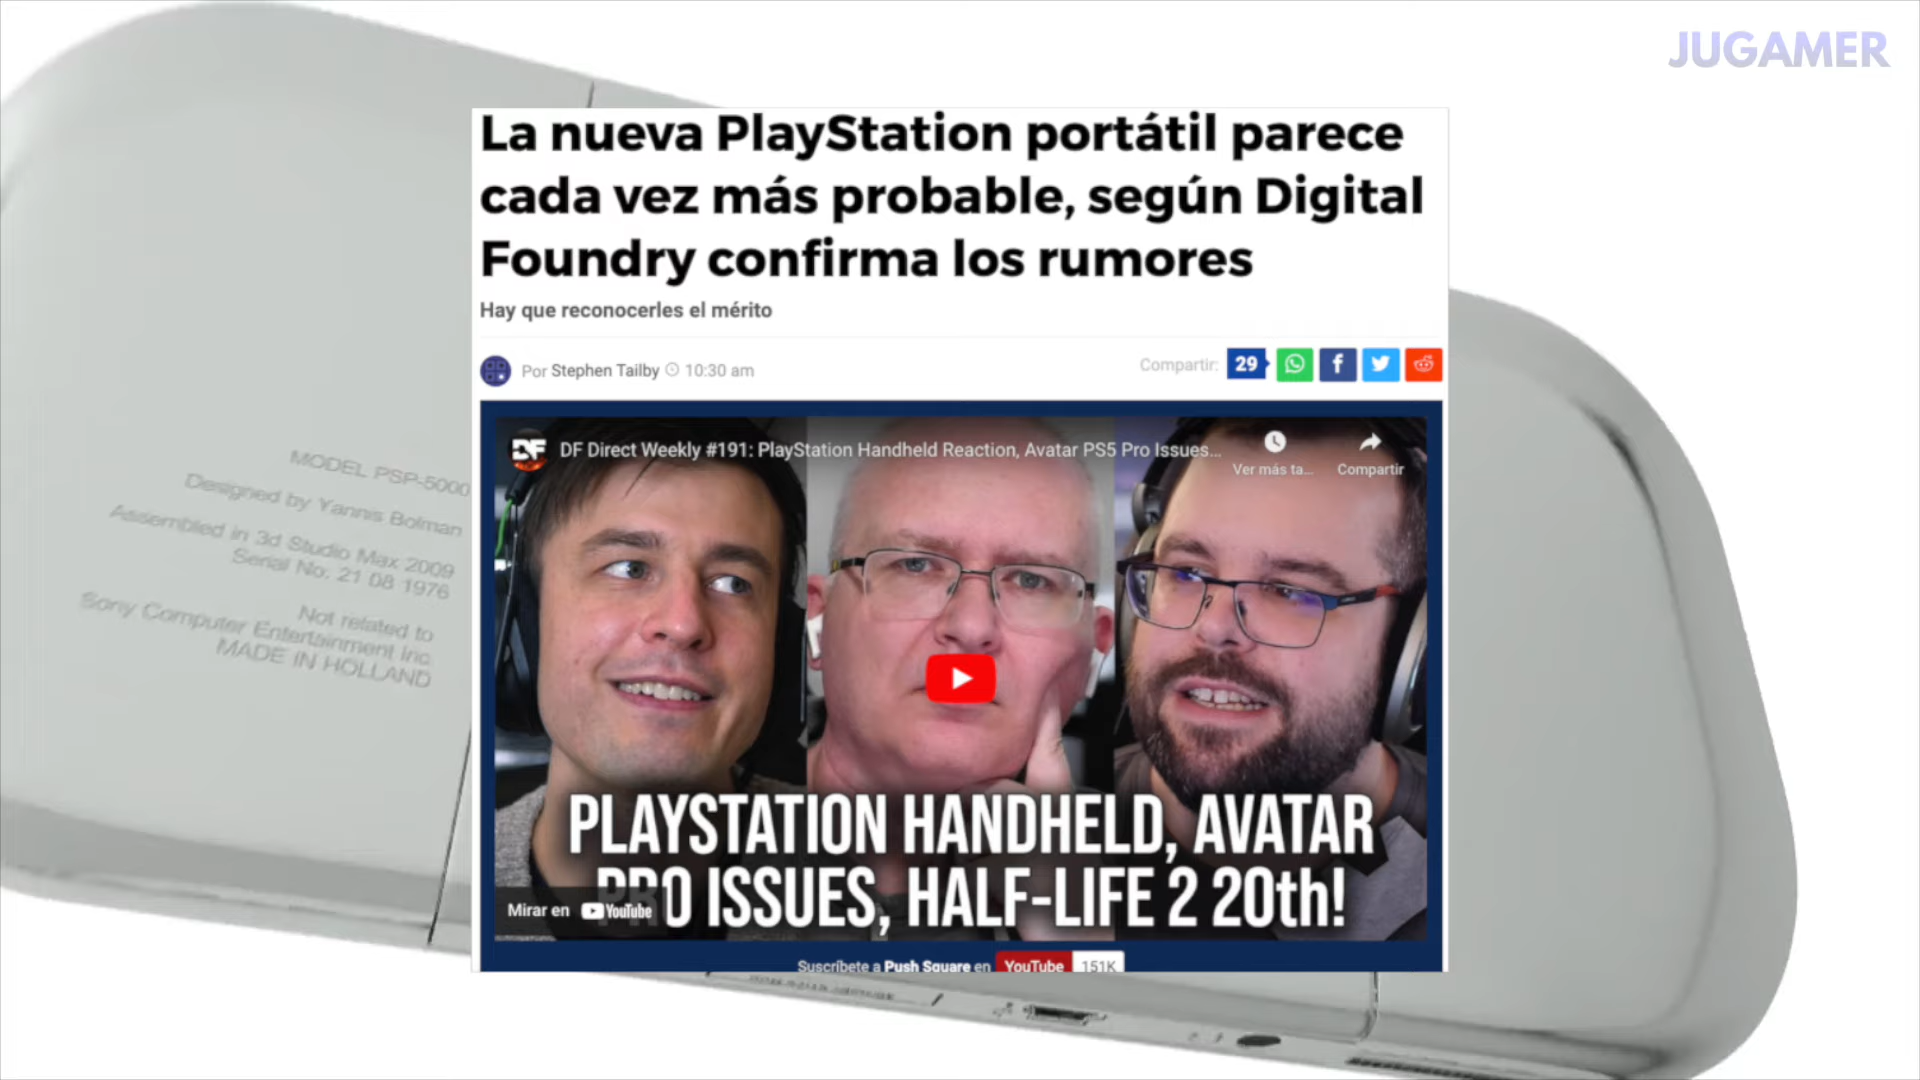 JUGAMER
La nueva PlayStation portátil parece
cada vez más probable, según Digital
Foundry confirma los rumores
Hay que reconocerles el mérito
Por Stephen Tailby 10:30 am
Compartir: 29
DF DF Direct Weekly #191: PlayStation Handheld Reaction, Avatar PS5 Pro Issues...
Ver más ta... Compartir
PLAYSTATION HANDHELD, AVATAR
PRO ISSUES, HALF-LIFE 2 20th!
Mirar en YouTube
Suscríbete a Push Square en YouTube 151K
MODEL PSP-5000
Designed by Yannis Bolman
Assembled in 3d Studio Max 2009
Serial No. 21 08 1976
Not related to
Sony Computer Entertainment Inc.
MADE IN HOLLAND